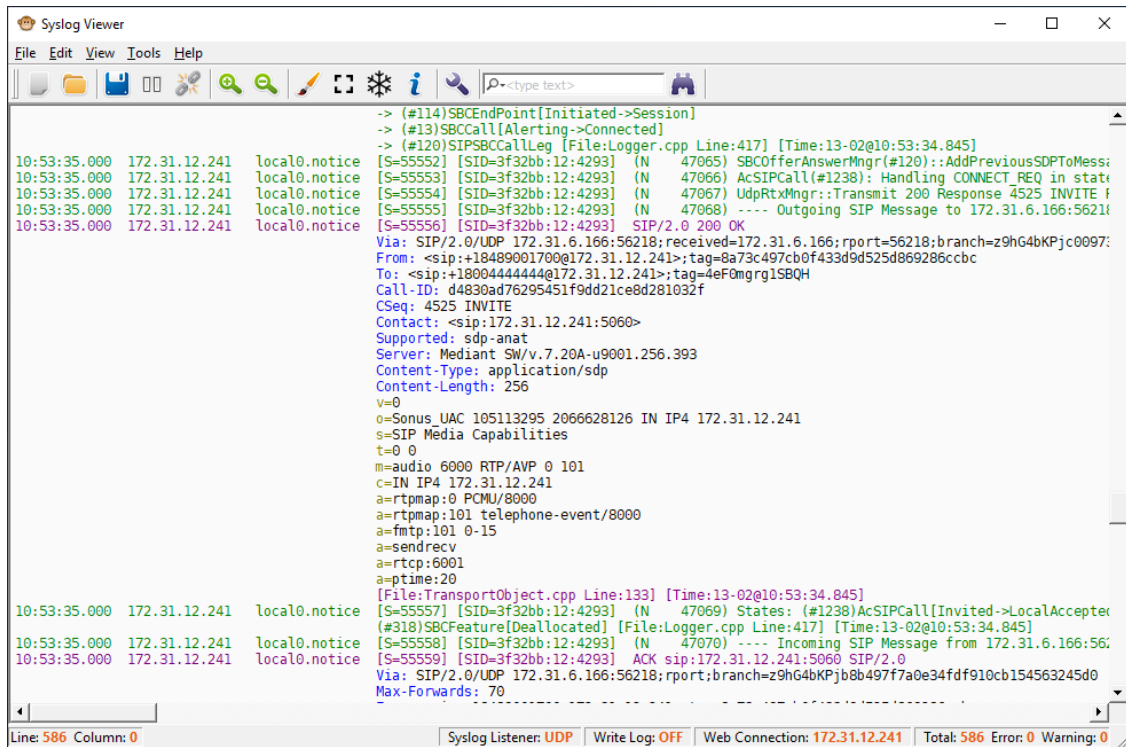 Syslog Viewer
File Edit View Tools Help
<type text>
-> (#114)SBCEndPoint[Initiated->Session]
-> (#13)SBCCall[Alerting->Connected]
-> (#120)SIPSBCCallLeg [File:Logger.cpp Line:417] [Time:13-02@10:53:34.845]
10:53:35.000 172.31.12.241 local0.notice [S=55552] [SID=3f32bb:12:4293] (N 47065) SBCOfferAnswerMngr(#120)::AddPreviousSDPToMessa
10:53:35.000 172.31.12.241 local0.notice [S=55553] [SID=3f32bb:12:4293] (N 47066) AcSIPCall(#1238): Handling CONNECT_REQ in state
10:53:35.000 172.31.12.241 local0.notice [S=55554] [SID=3f32bb:12:4293] (N 47067) UdpRtxMngr::Transmit 200 Response 4525 INVITE
10:53:35.000 172.31.12.241 local0.notice [S=55555] [SID=3f32bb:12:4293] (N 47068) ---- Outgoing SIP Message to 172.31.6.166:56218
10:53:35.000 172.31.12.241 local0.notice [S=55556] [SID=3f32bb:12:4293] SIP/2.0 200 OK
Via: SIP/2.0/UDP 172.31.6.166:56218;received=172.31.6.166;rport=56218;branch=z9hG4bKPjc0097
From: <sip:+18489001700@172.31.12.241>;tag=8a73c497cb0f433d9d525d869286ccbc
To: <sip:+18004444444@172.31.12.241>;tag=4eF0mgrg1SBQH
Call-ID: d4830ad76295451f9dd21ce8d281032f
CSeq: 4525 INVITE
Contact: <sip:172.31.12.241:5060>
Supported: sdp-anat
Server: Mediant SW/v.7.20A-u9001.256.393
Content-Type: application/sdp
Content-Length: 256
v=0
o=Sonus_UAC 105113295 2066628126 IN IP4 172.31.12.241
s=SIP Media Capabilities
t=0 0
m=audio 6000 RTP/AVP 0 101
c=IN IP4 172.31.12.241
a=rtpmap:0 PCMU/8000
a=rtpmap:101 telephone-event/8000
a=fmtp:101 0-15
a=sendrecv
a=rtcp:6001
a=ptime:20
[File:TransportObject.cpp Line:133] [Time:13-02@10:53:34.845]
10:53:35.000 172.31.12.241 local0.notice [S=55557] [SID=3f32bb:12:4293] (N 47069) States: (#1238)AcSIPCall[Invited->LocalAccepted
(#318)SBCFeature[Deallocated] [File:Logger.cpp Line:417] [Time:13-02@10:53:34.845]
10:53:35.000 172.31.12.241 local0.notice [S=55558] [SID=3f32bb:12:4293] (N 47070) ---- Incoming SIP Message from 172.31.6.166:562
10:53:35.000 172.31.12.241 local0.notice [S=55559] [SID=3f32bb:12:4293] ACK sip:172.31.12.241:5060 SIP/2.0
Via: SIP/2.0/UDP 172.31.6.166:56218;rport;branch=z9hG4bKPjb8b497f7a0e34fdf910cb154563245d0
Max-Forwards: 70
Line: 586 Column: 0 Syslog Listener: UDP Write Log: OFF Web Connection: 172.31.12.241 Total: 586 Error: 0 Warning: 0